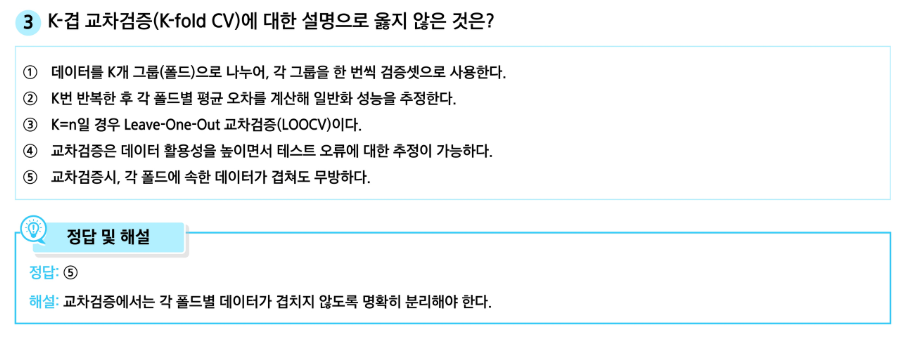 3 K-겹 교차검증(K-fold CV)에 대한 설명으로 옳지 않은 것은?
① 데이터를 K개 그룹(폴드)으로 나누어, 각 그룹을 한 번씩 검증셋으로 사용한다.
② K번 반복한 후 각 폴드별 평균 오차를 계산해 일반화 성능을 추정한다.
③ K=n일 경우 Leave-One-Out 교차검증(LOOCV)이다.
④ 교차검증은 데이터 활용성을 높이면서 테스트 오류에 대한 추정이 가능하다.
⑤ 교차검증시, 각 폴드에 속한 데이터가 겹쳐도 무방하다.
정답 및 해설
정답: ⑤
해설: 교차검증에서는 각 폴드별 데이터가 겹치지 않도록 명확히 분리해야 한다.